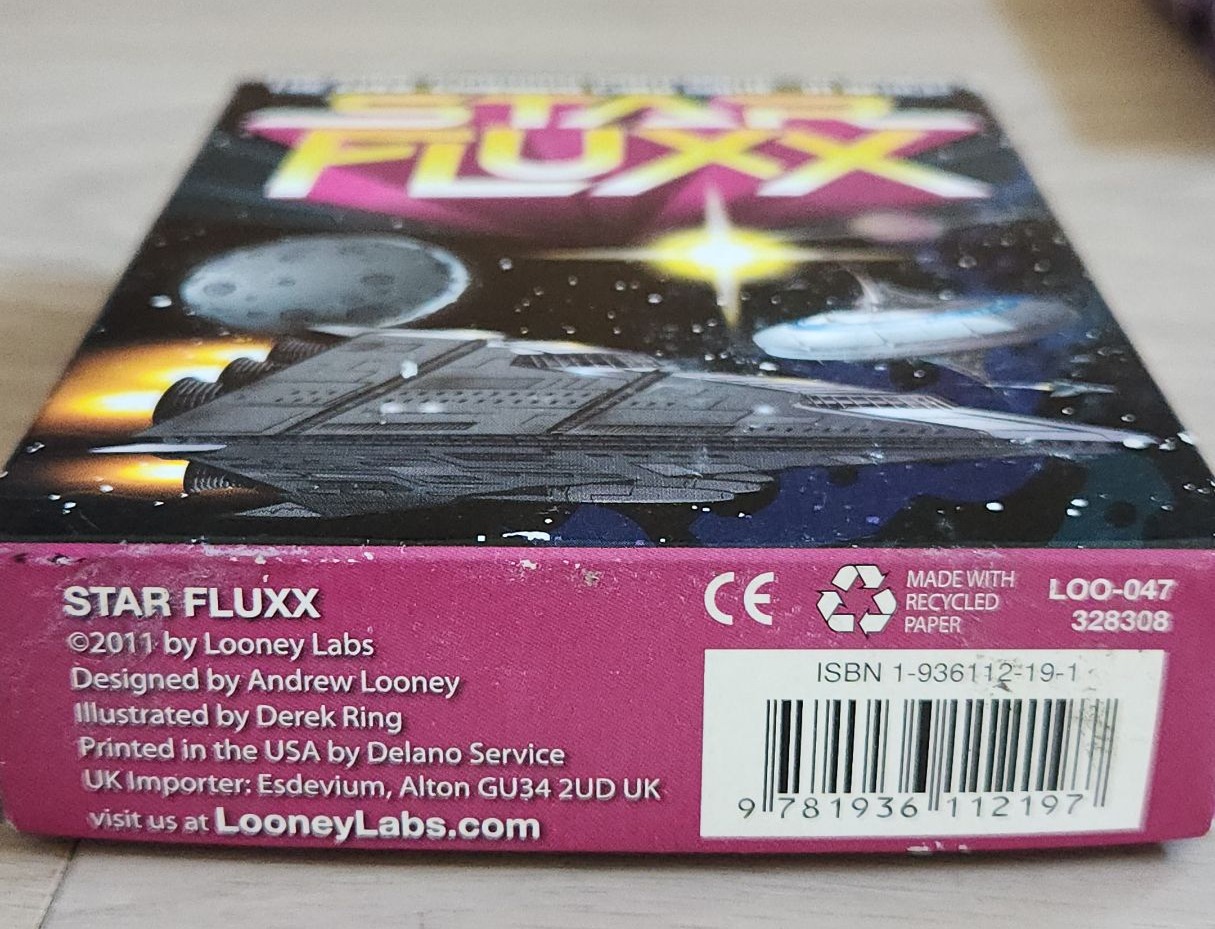 STAR
FLUXX
STAR FLUXX
©2011 by Looney Labs
Designed by Andrew Looney
Illustrated by Derek Ring
Printed in the USA by Delano Service
UK Importer: Esdevium, Alton GU34 2UD UK
visit us at LooneyLabs.com
CE
MADE WITH
RECYCLED
PAPER
LOO-047
328308
ISBN 1-936112-19-1
9 781936 112197